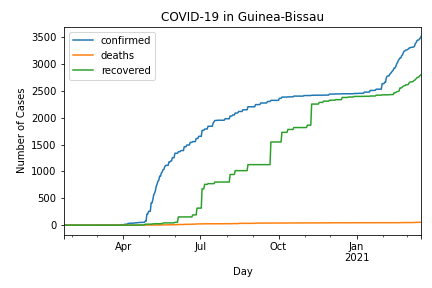 COVID-19 in Guinea-Bissau
confirmed
deaths
recovered
Number of Cases
3500
3000
2500
2000
1500
1000
500
0
Apr
Jul
Oct
Jan
2021
Day